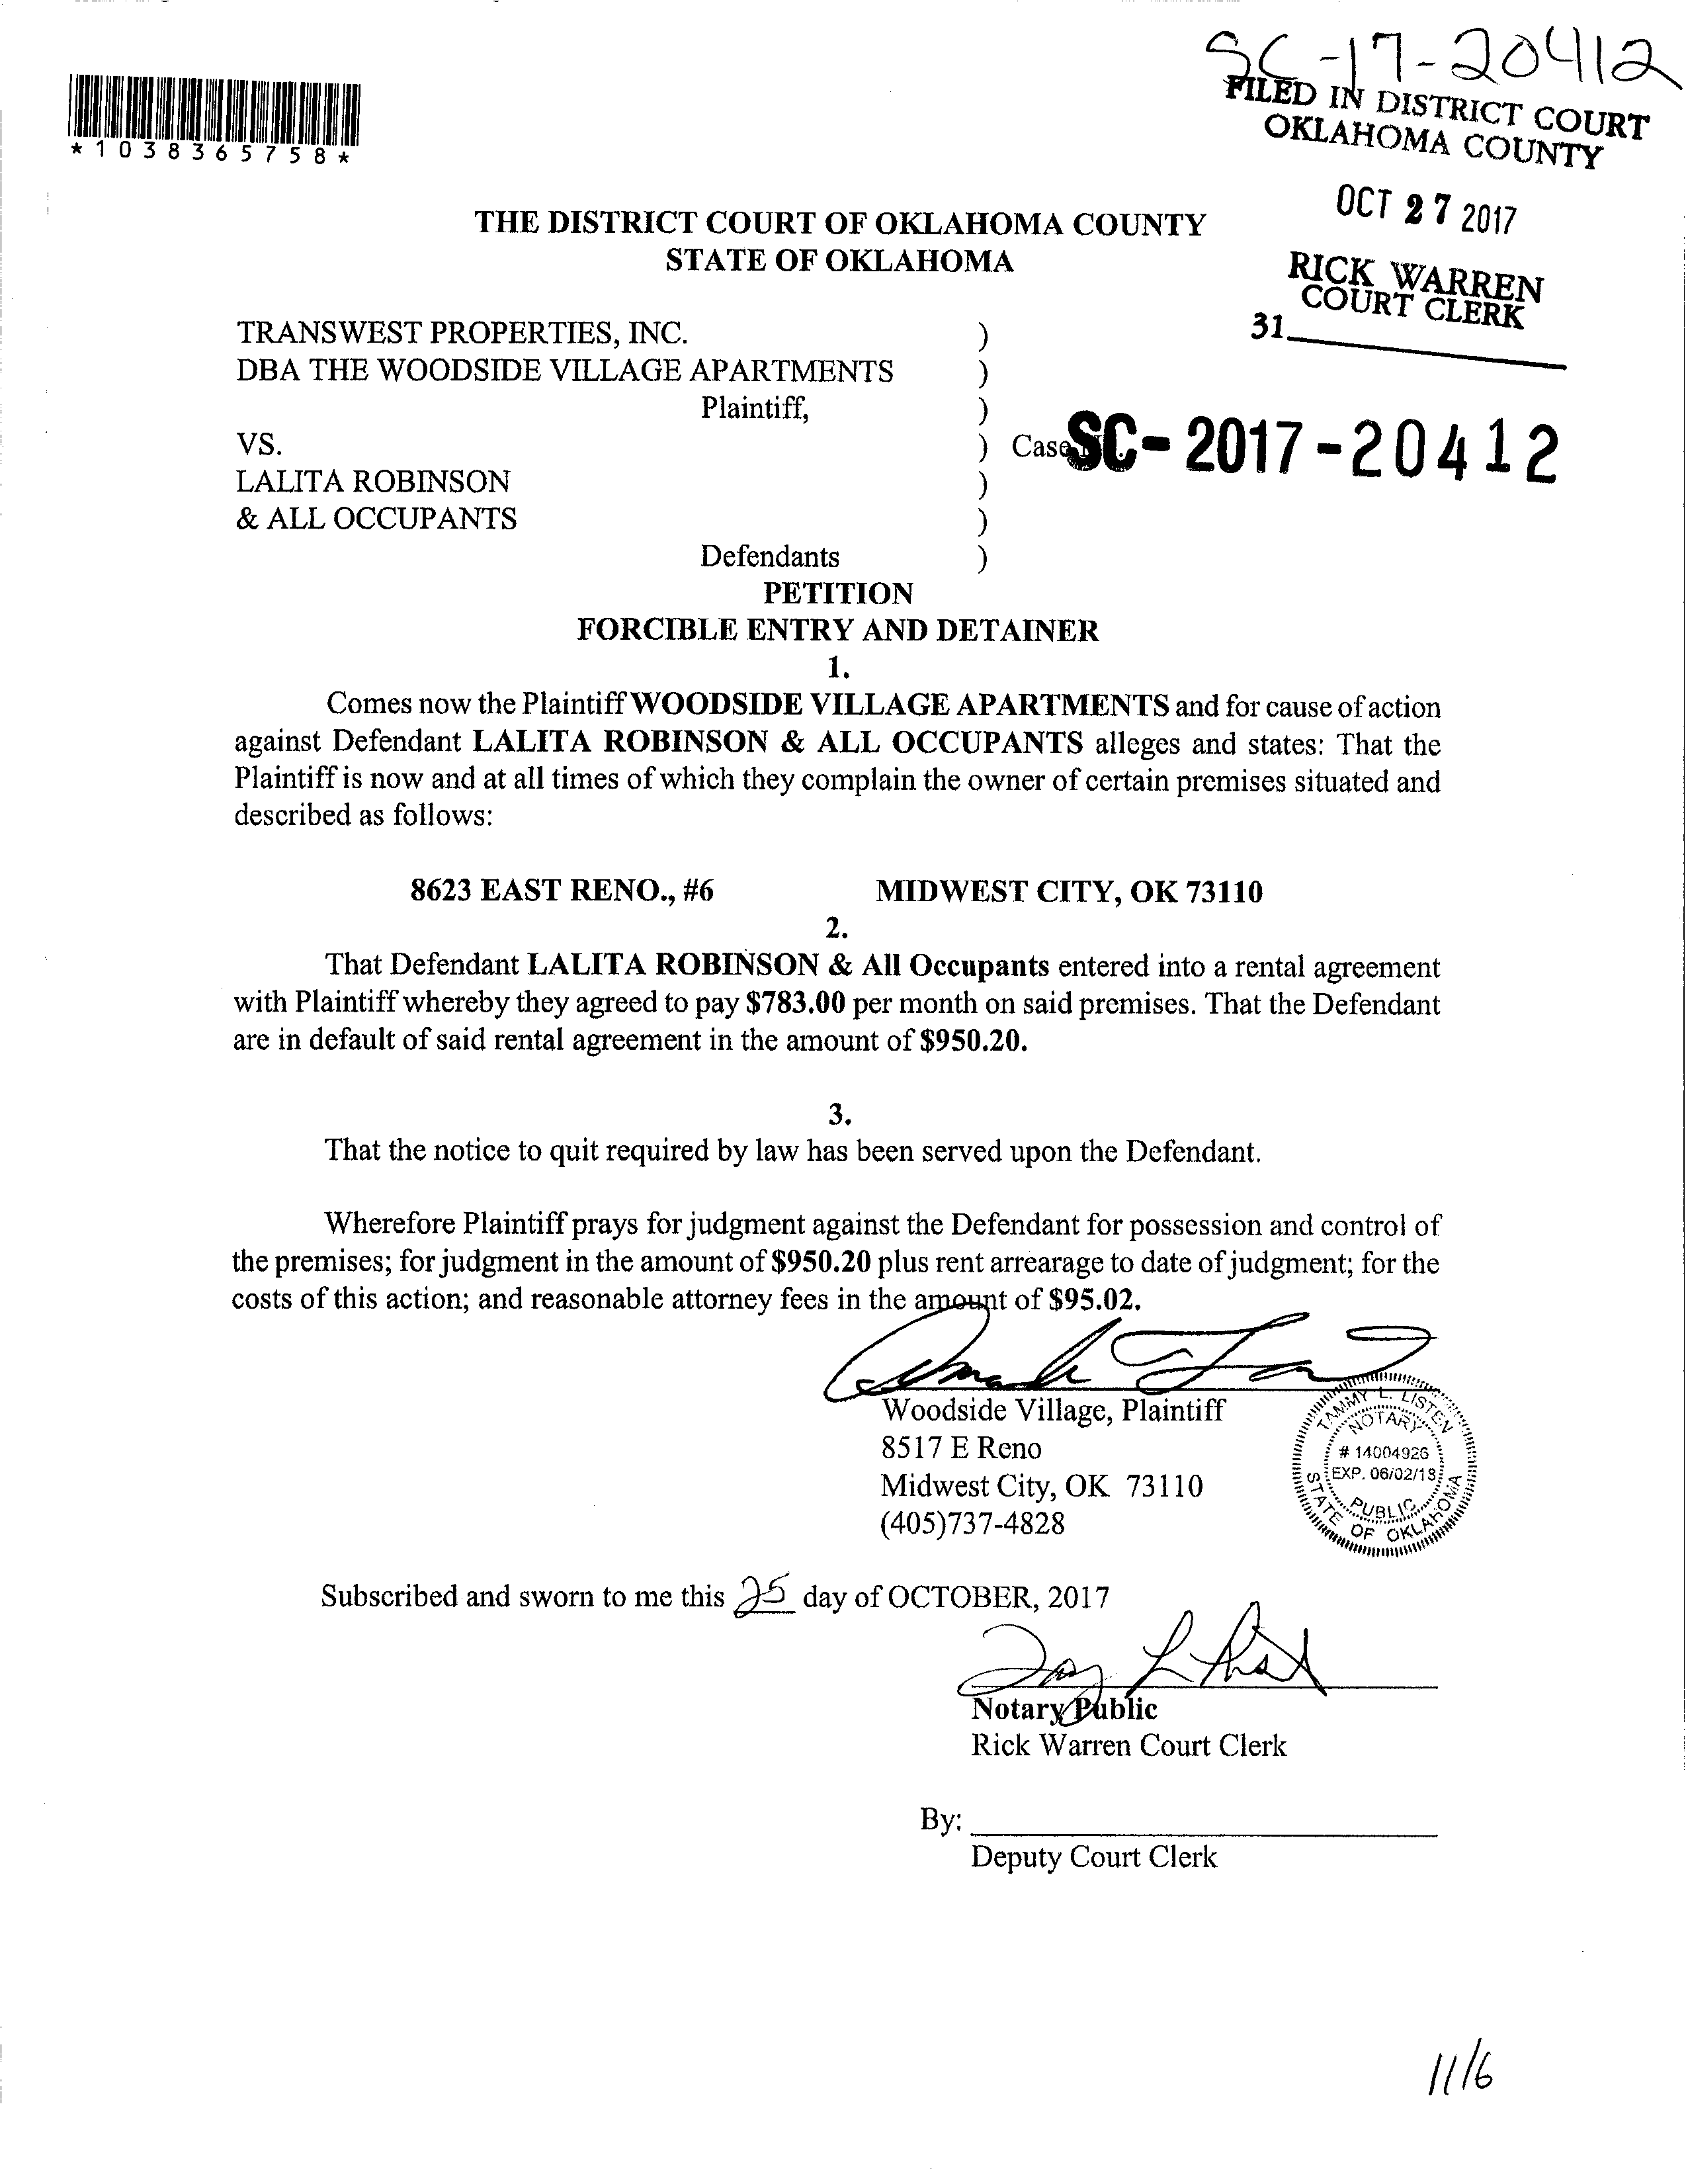 SC-17-20412
FILED IN DISTRICT COURT
OKLAHOMA COUNTY
*1038365758*
OCT 27 2017
THE DISTRICT COURT OF OKLAHOMA COUNTY
STATE OF OKLAHOMA
RICK WARREN
COURT CLERK
31
TRANSWEST PROPERTIES, INC. )
DBA THE WOODSIDE VILLAGE APARTMENTS )
Plaintiff, )
VS. ) Case SC-2017-20412
LALITA ROBINSON )
& ALL OCCUPANTS )
Defendants )
PETITION
FORCIBLE ENTRY AND DETAINER
1.
Comes now the Plaintiff WOODSIDE VILLAGE APARTMENTS and for cause of action
against Defendant LALITA ROBINSON & ALL OCCUPANTS alleges and states: That the
Plaintiff is now and at all times of which they complain the owner of certain premises situated and
described as follows:
8623 EAST RENO., #6 MIDWEST CITY, OK 73110
2.
That Defendant LALITA ROBINSON & All Occupants entered into a rental agreement
with Plaintiff whereby they agreed to pay $783.00 per month on said premises. That the Defendant
are in default of said rental agreement in the amount of $950.20.
3.
That the notice to quit required by law has been served upon the Defendant.
Wherefore Plaintiff prays for judgment against the Defendant for possession and control of
the premises; for judgment in the amount of $950.20 plus rent arrearage to date of judgment; for the
costs of this action; and reasonable attorney fees in the amount of $95.02.
Woodside Village, Plaintiff
8517 E Reno
Midwest City, OK 73110
(405)737-4828
TAMMY L. LISTEN
NOTARY
# 14004926
EXP. 06/02/18
PUBLIC
STATE OF OKLAHOMA
Subscribed and sworn to me this 25 day of OCTOBER, 2017
Notary Public
Rick Warren Court Clerk
By:
Deputy Court Clerk
11/6